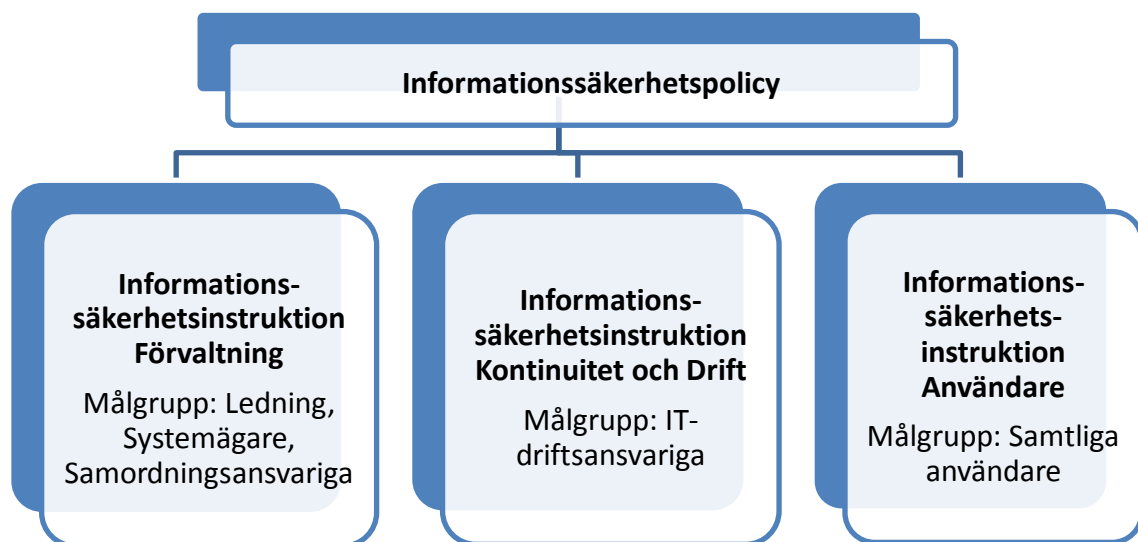 Informationssäkerhetspolicy
Informations-
säkerhetsinstruktion
Förvaltning
Målgrupp: Ledning,
Systemägare,
Samordningsansvariga
Informations-
säkerhetsinstruktion
Kontinuitet och Drift
Målgrupp: IT-
driftsansvariga
Informations-
säkerhets-
instruktion
Användare
Målgrupp: Samtliga
användare